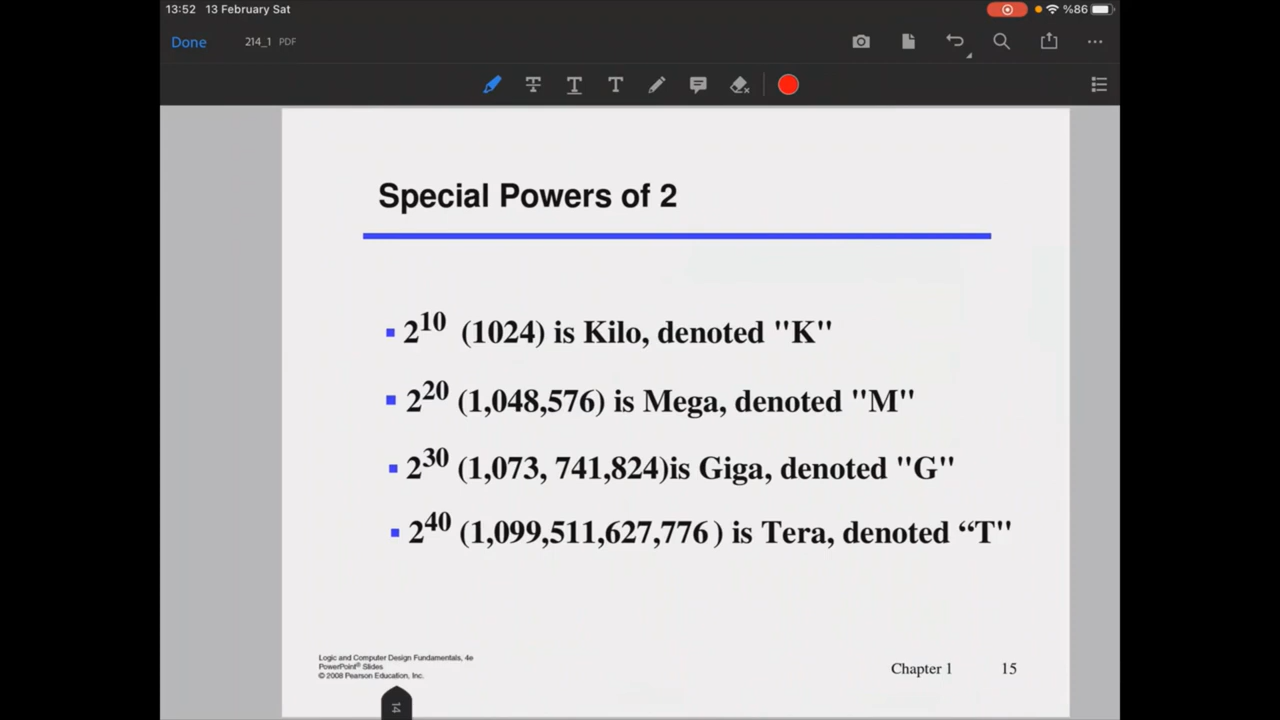 13:52 13 February Sat %86
Done 214_1 PDF
T T T
Special Powers of 2
2^10 (1024) is Kilo, denoted "K"
2^20 (1,048,576) is Mega, denoted "M"
2^30 (1,073, 741,824)is Giga, denoted "G"
2^40 (1,099,511,627,776 ) is Tera, denoted “T"
Logic and Computer Design Fundamentals, 4e
PowerPoint® Slides
© 2008 Pearson Education, Inc.
Chapter 1 15
14